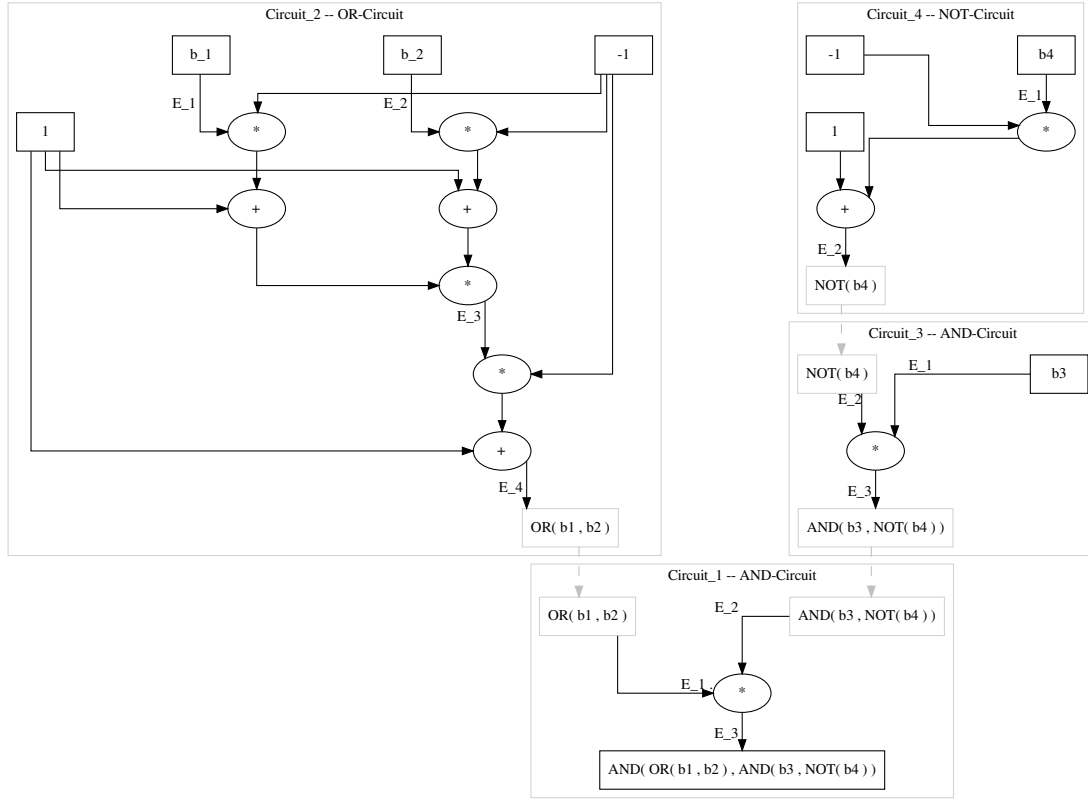 Circuit_2 -- OR-Circuit
b_1
b_2
-1
E_1
E_2
1
*
*
+
+
*
E_3
*
+
E_4
OR( b1 , b2 )
Circuit_4 -- NOT-Circuit
-1
b4
E_1
1
*
+
E_2
NOT( b4 )
Circuit_3 -- AND-Circuit
NOT( b4 )
E_1
b3
E_2
*
E_3
AND( b3 , NOT( b4 ) )
Circuit_1 -- AND-Circuit
OR( b1 , b2 )
E_2
AND( b3 , NOT( b4 ) )
E_1 .
*
E_3
AND( OR( b1 , b2 ) , AND( b3 , NOT( b4 ) ) )